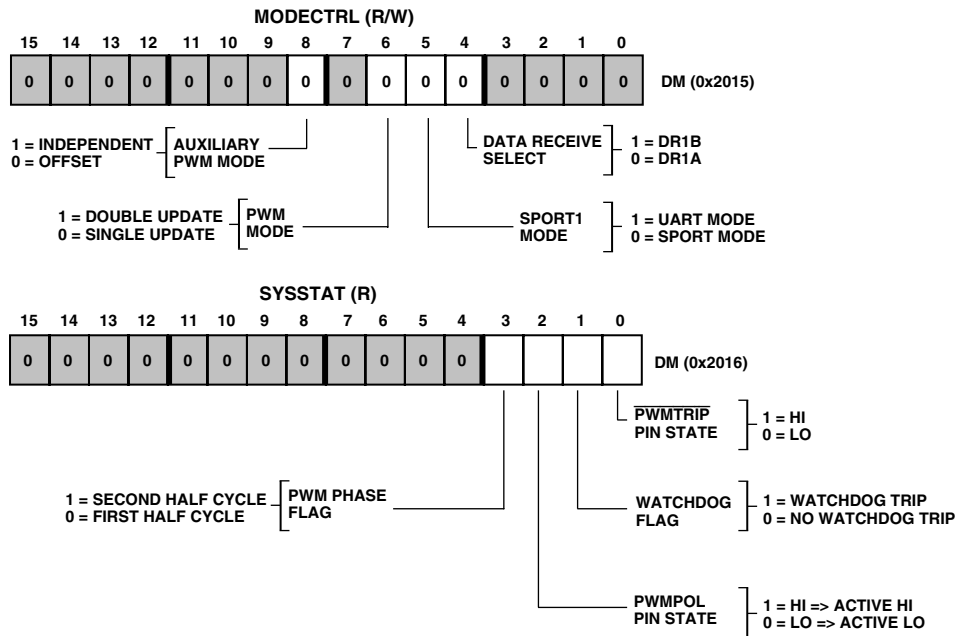 MODECTRL (R/W)
15 14 13 12 11 10 9 8 7 6 5 4 3 2 1 0
0 0 0 0 0 0 0 0 0 0 0 0 0 0 0 0 DM (0x2015)
1 = INDEPENDENT
0 = OFFSET
AUXILIARY
PWM MODE
DATA RECEIVE
SELECT
1 = DR1B
0 = DR1A
1 = DOUBLE UPDATE
0 = SINGLE UPDATE
PWM
MODE
SPORT1
MODE
1 = UART MODE
0 = SPORT MODE
SYSSTAT (R)
15 14 13 12 11 10 9 8 7 6 5 4 3 2 1 0
0 0 0 0 0 0 0 0 0 0 0 0 DM (0x2016)
PWMTRIP
PIN STATE
1 = HI
0 = LO
1 = SECOND HALF CYCLE
0 = FIRST HALF CYCLE
PWM PHASE
FLAG
WATCHDOG
FLAG
1 = WATCHDOG TRIP
0 = NO WATCHDOG TRIP
PWMPOL
PIN STATE
1 = HI => ACTIVE HI
0 = LO => ACTIVE LO